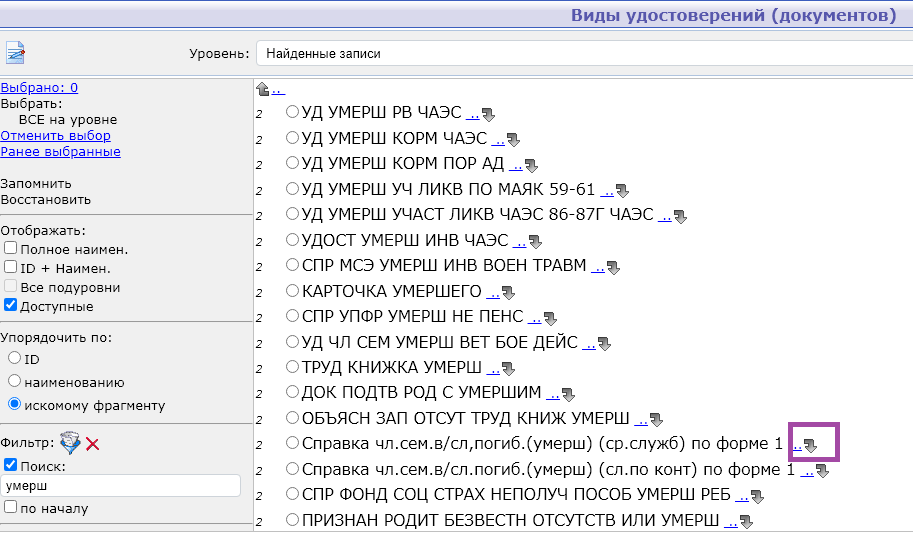 Виды удостоверений (документов)
Уровень: Найденные записи
Выбрано: 0
Выбрать:
ВСЕ на уровне
Отменить выбор
Ранее выбранные
Запомнить
Восстановить
Отображать:
Полное наимен.
ID + Наимен.
Все подуровни
Доступные
Упорядочить по:
ID
наименованию
искомому фрагменту
Фильтр:
Поиск:
умерш
по началу
..
2 УД УМЕРШ РВ ЧАЭС ..
2 УД УМЕРШ КОРМ ЧАЭС ..
2 УД УМЕРШ КОРМ ПОР АД ..
2 УД УМЕРШ УЧ ЛИКВ ПО МАЯК 59-61 ..
2 УД УМЕРШ УЧАСТ ЛИКВ ЧАЭС 86-87Г ЧАЭС ..
2 УДОСТ УМЕРШ ИНВ ЧАЭС ..
2 СПР МСЭ УМЕРШ ИНВ ВОЕН ТРАВМ ..
2 КАРТОЧКА УМЕРШЕГО ..
2 СПР УПФР УМЕРШ НЕ ПЕНС ..
2 УД ЧЛ СЕМ УМЕРШ ВЕТ БОЕ ДЕЙС ..
2 ТРУД КНИЖКА УМЕРШ ..
2 ДОК ПОДТВ РОД С УМЕРШИМ ..
2 ОБЪЯСН ЗАП ОТСУТ ТРУД КНИЖ УМЕРШ ..
2 Справка чл.сем.в/сл,погиб.(умерш) (ср.служб) по форме 1 ..
2 Справка чл.сем.в/сл.погиб.(умерш) (сл.по конт) по форме 1 ..
2 СПР ФОНД СОЦ СТРАХ НЕПОЛУЧ ПОСОБ УМЕРШ РЕБ ..
2 ПРИЗНАН РОДИТ БЕЗВЕСТН ОТСУТСТВ ИЛИ УМЕРШ ..